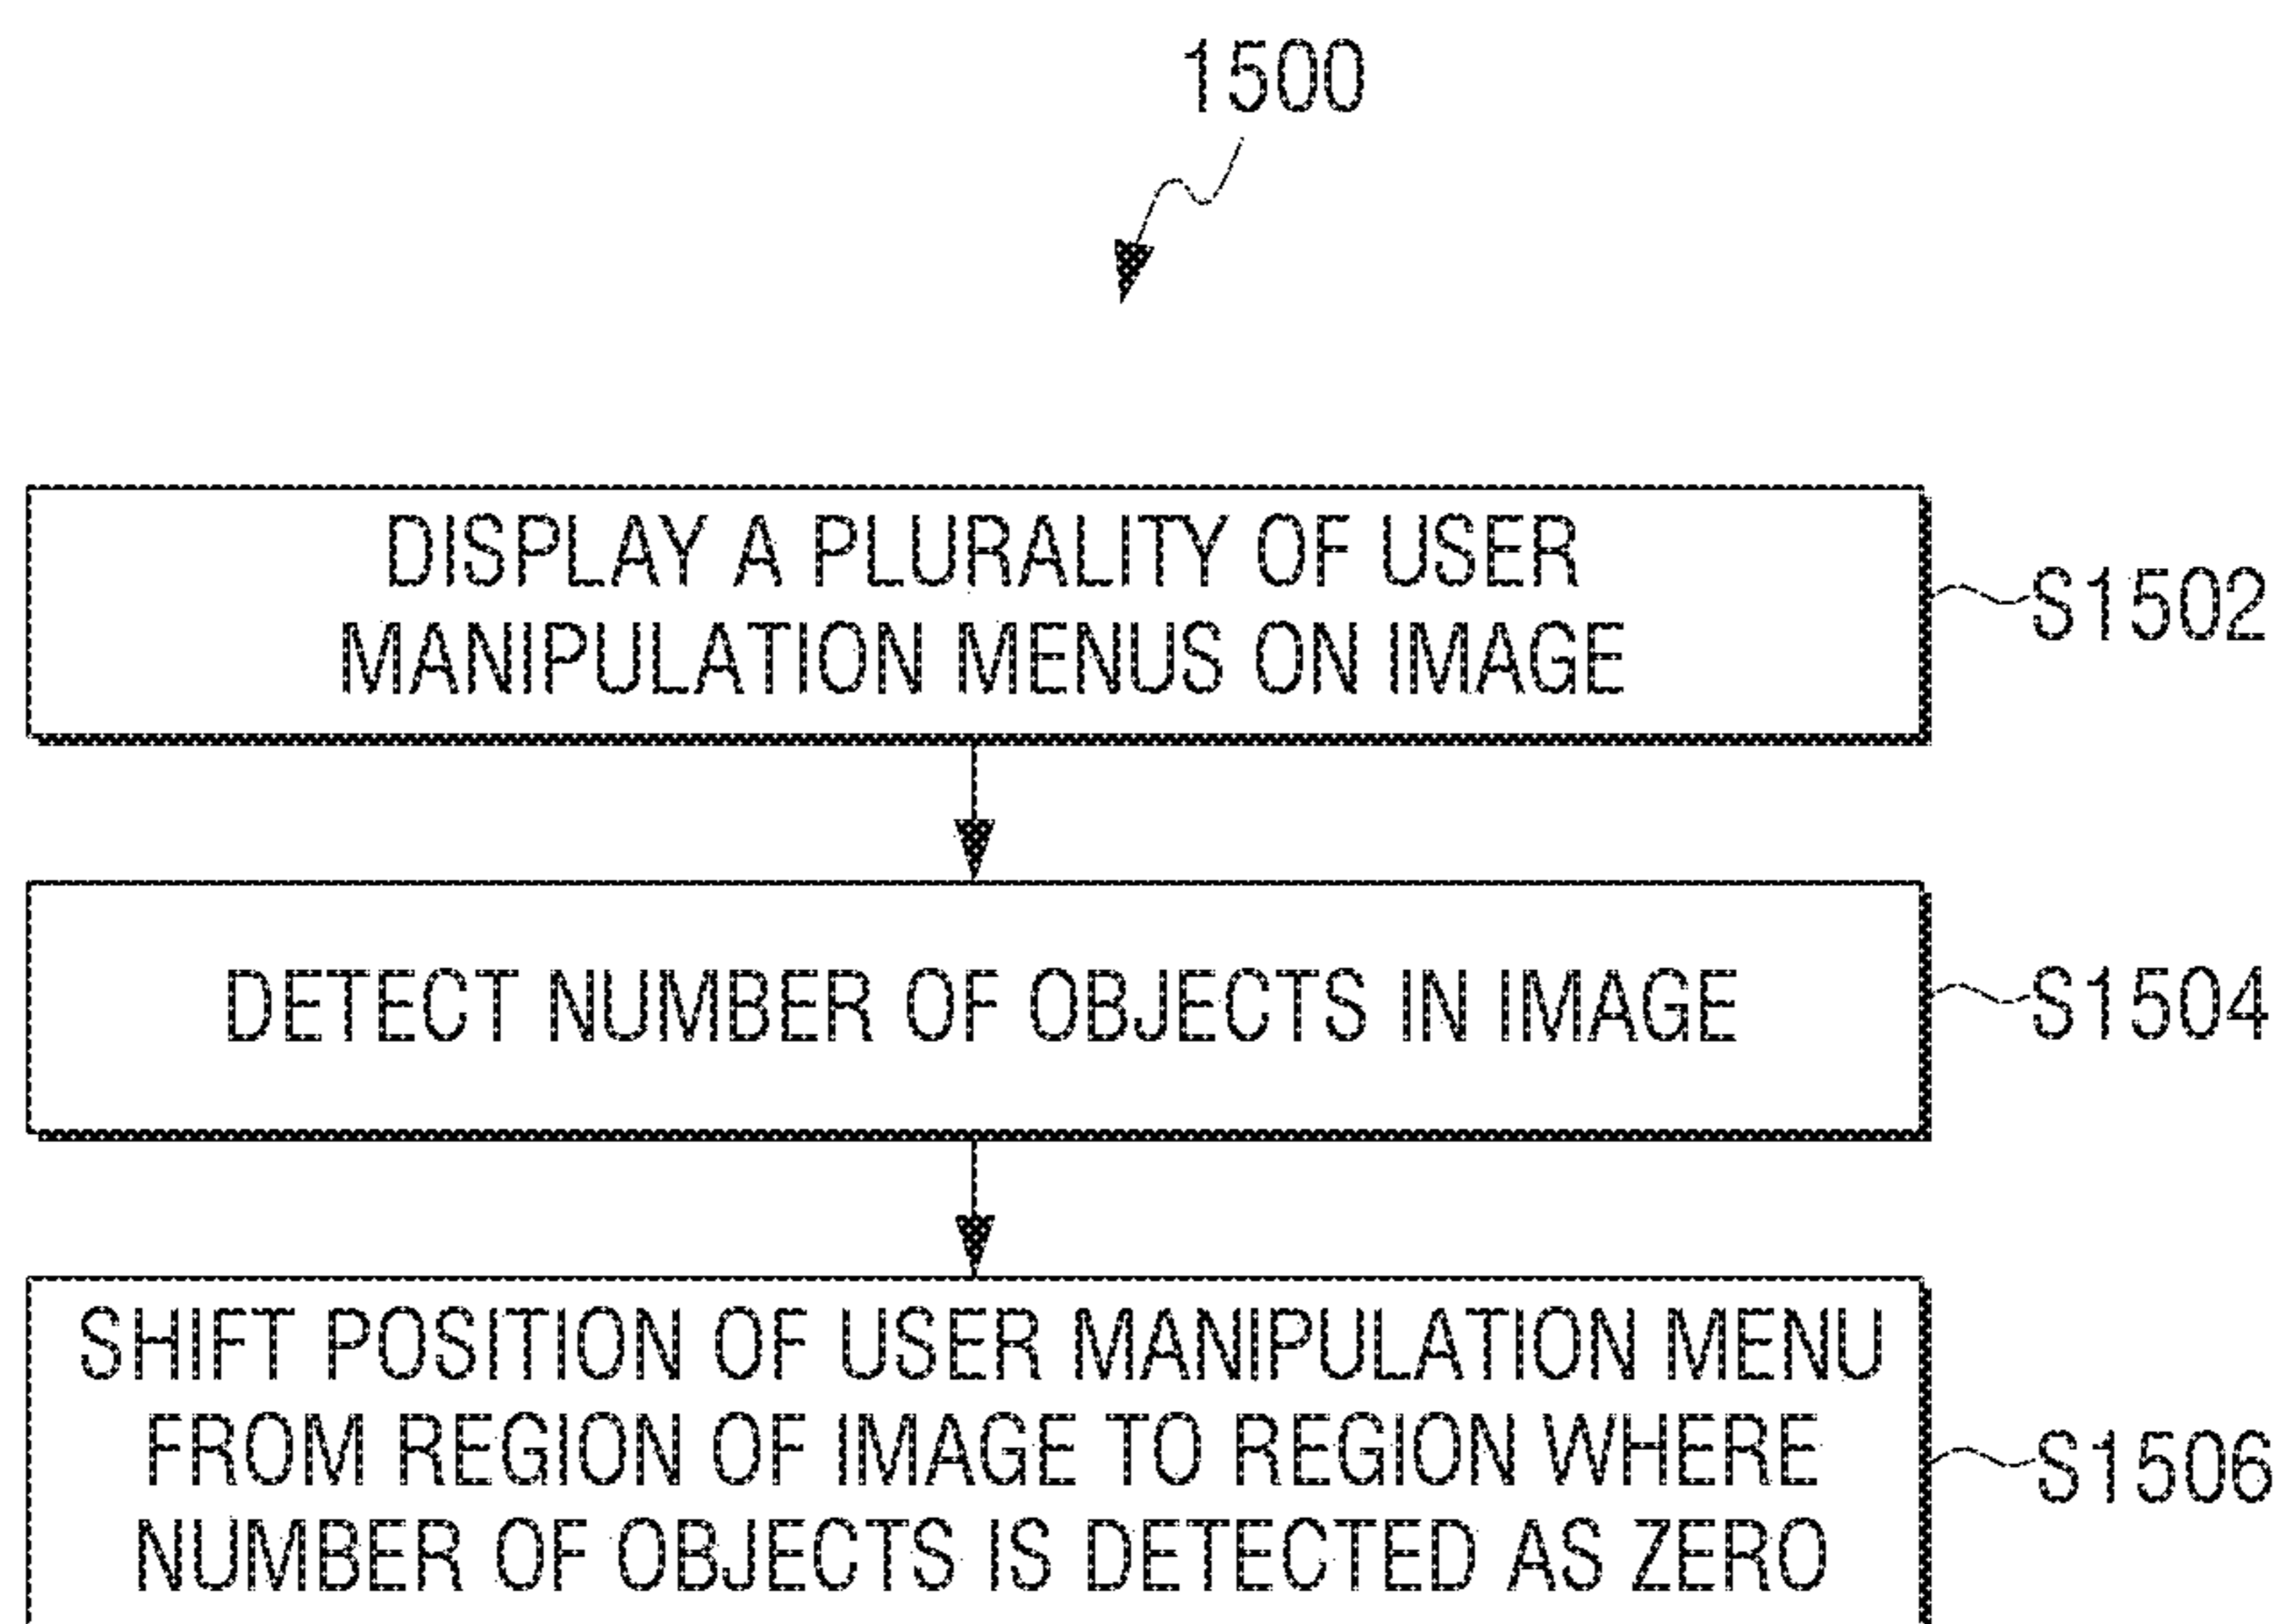 1500
DISPLAY A PLURALITY OF USER
MANIPULATION MENUS ON IMAGE
S1502
DETECT NUMBER OF OBJECTS IN IMAGE
S1504
SHIFT POSITION OF USER MANIPULATION MENU
FROM REGION OF IMAGE TO REGION WHERE
NUMBER OF OBJECTS IS DETECTED AS ZERO
S1506